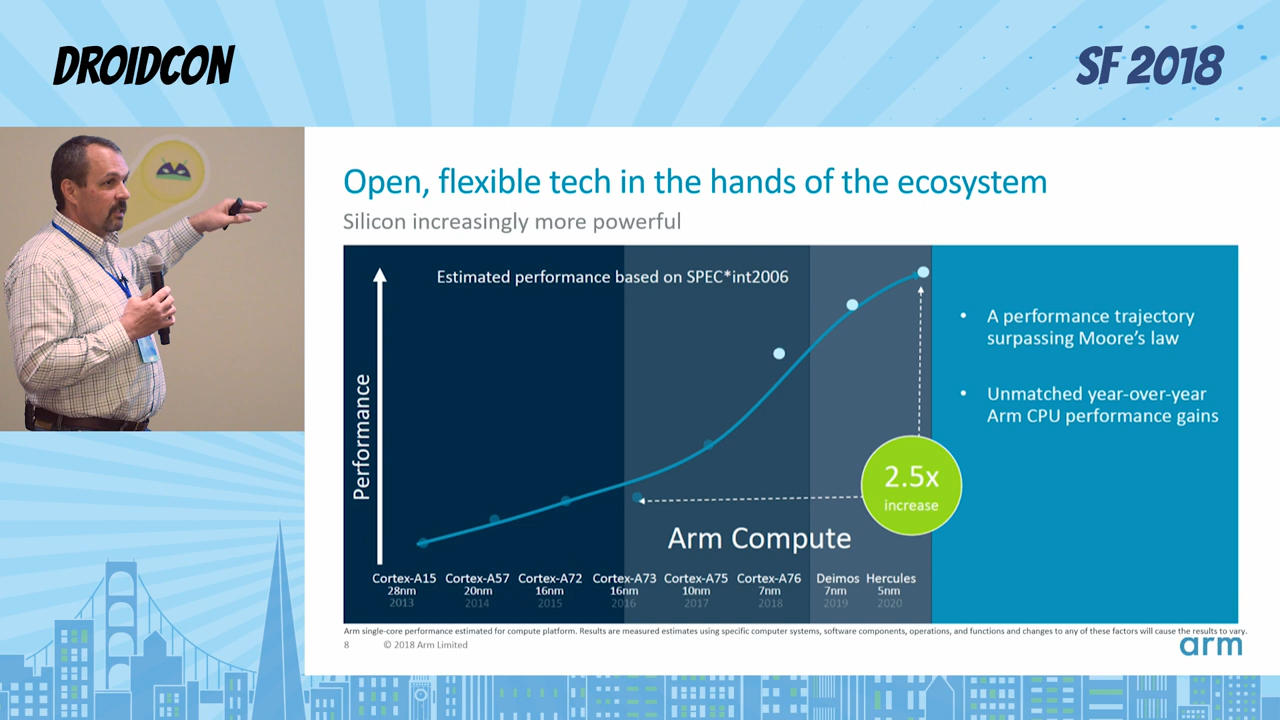 DROIDCON
SF 2018
Open, flexible tech in the hands of the ecosystem
Silicon increasingly more powerful
Estimated performance based on SPEC*int2006
Performance
2.5x
increase
Arm Compute
Cortex-A15 Cortex-A57 Cortex-A72 Cortex-A73 Cortex-A75 Cortex-A76 Deimos Hercules
28nm 20nm 16nm 16nm 10nm 7nm 7nm 5nm
2013 2014 2015 2016 2017 2018 2019 2020
• A performance trajectory
surpassing Moore's law
• Unmatched year-over-year
Arm CPU performance gains
Arm single-core performance estimated for compute platform. Results are measured estimates using specific computer systems, software components, operations, and functions and changes to any of these factors will cause the results to vary.
8 © 2018 Arm Limited
arm